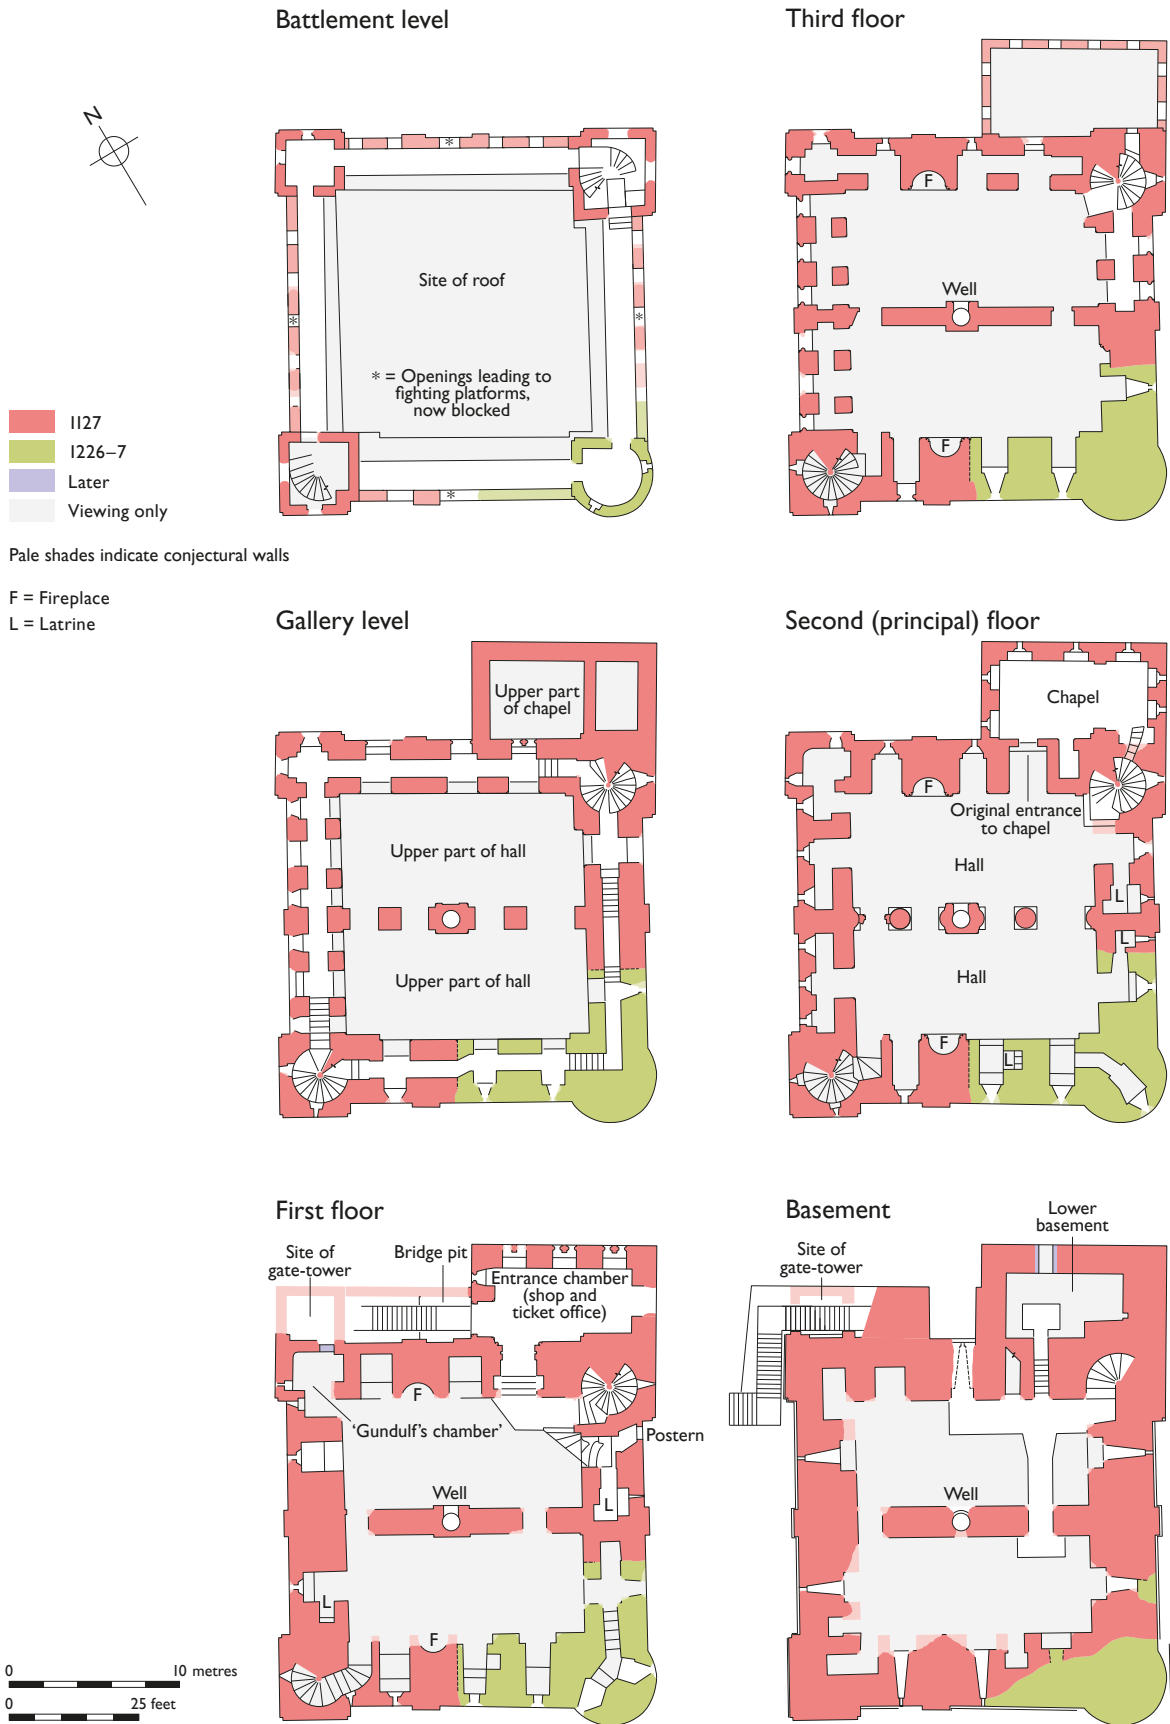 Battlement level
Third floor
N
*
F
Site of roof
Well
*
*
* = Openings leading to
fighting platforms,
now blocked
1127
1226–7
Later
Viewing only
F
*
Pale shades indicate conjectural walls
F = Fireplace
L = Latrine
Gallery level
Second (principal) floor
Upper part
of chapel
Chapel
F
Original entrance
to chapel
Upper part of hall
Hall
L
L
Upper part of hall
Hall
F
L
First floor
Basement
Site of
gate-tower
Bridge pit
Lower
basement
Site of
gate-tower
Entrance chamber
(shop and
ticket office)
F
'Gundulf's chamber'
Postern
Well
L
Well
L
F
0 10 metres
0 25 feet